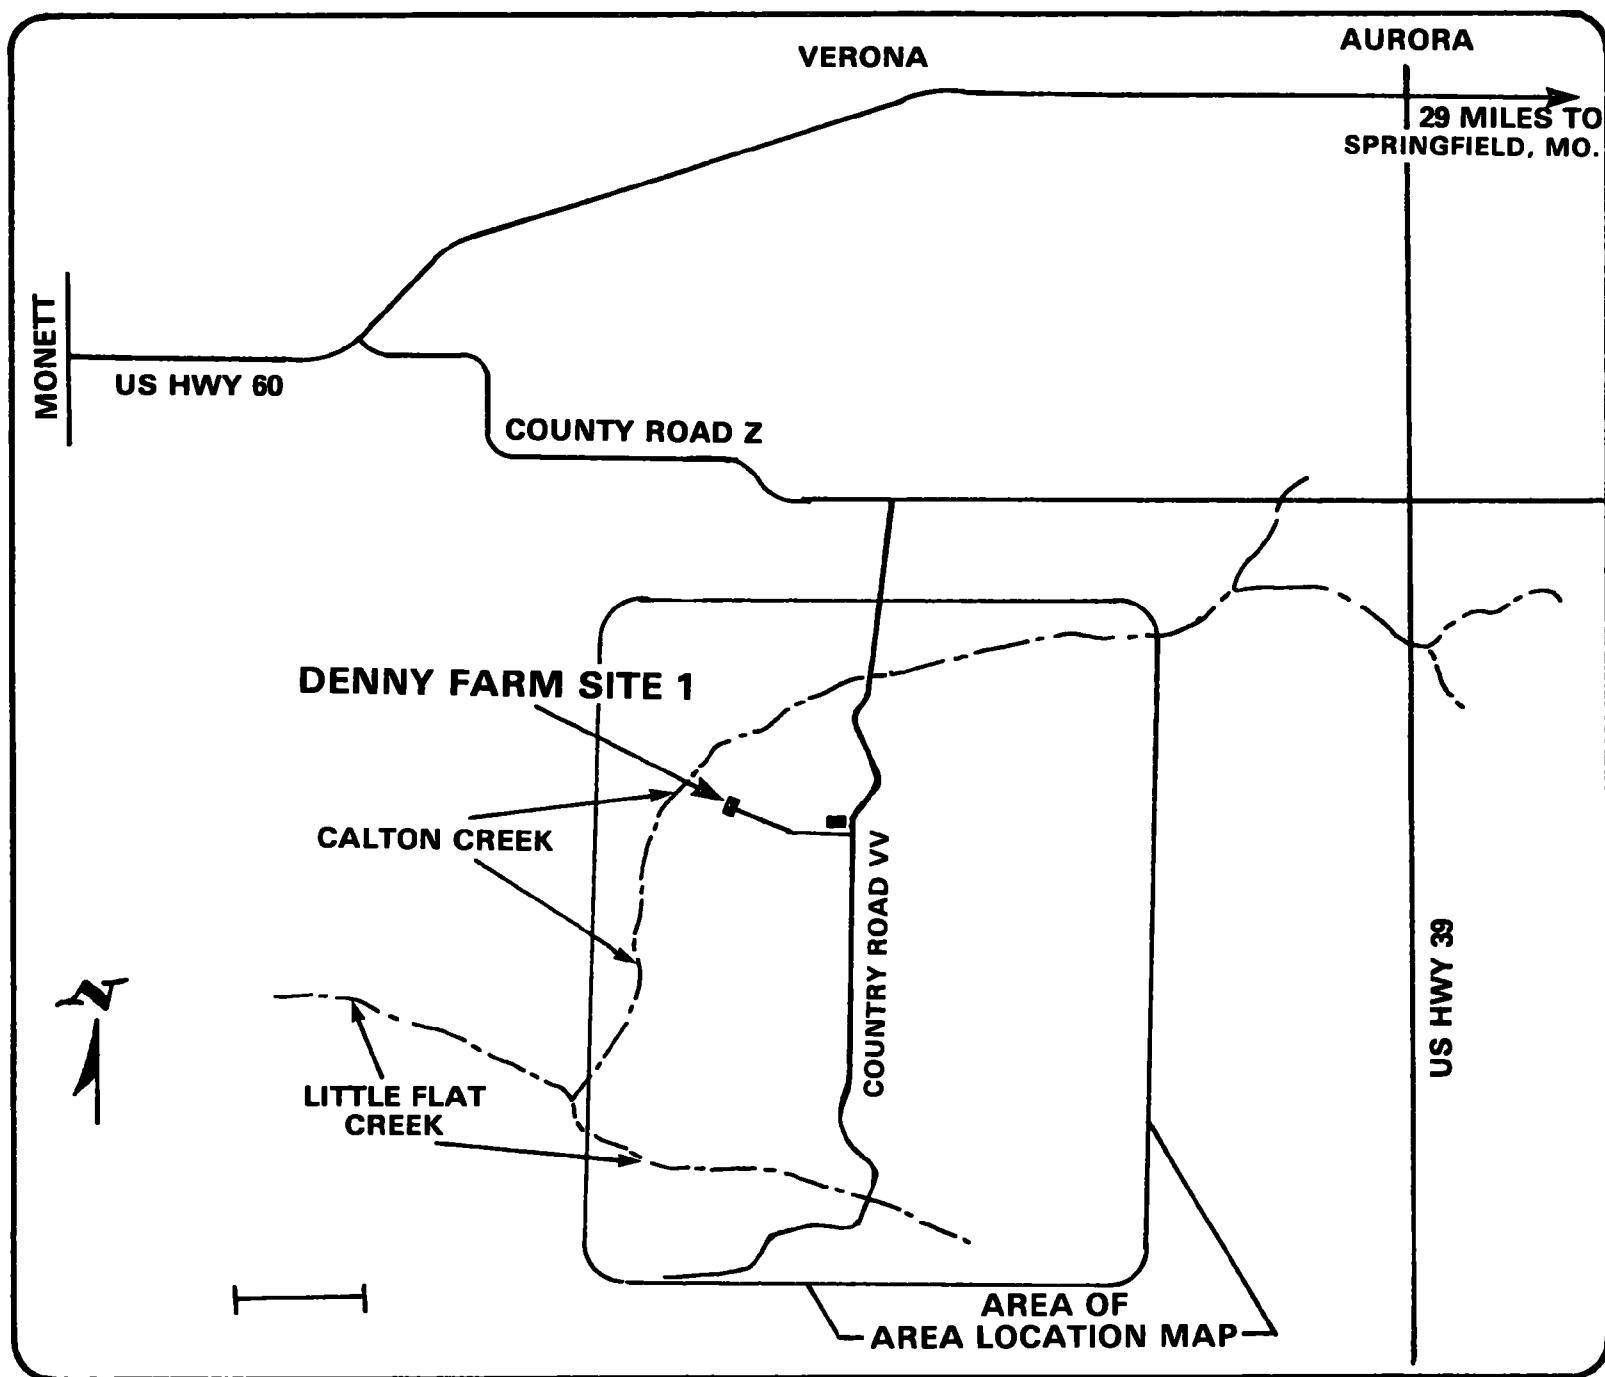 VERONA
AURORA
29 MILES TO
SPRINGFIELD, MO.
MONETT
US HWY 60
COUNTY ROAD Z
DENNY FARM SITE 1
CALTON CREEK
COUNTRY ROAD VV
US HWY 39
N
LITTLE FLAT
CREEK
AREA OF
AREA LOCATION MAP